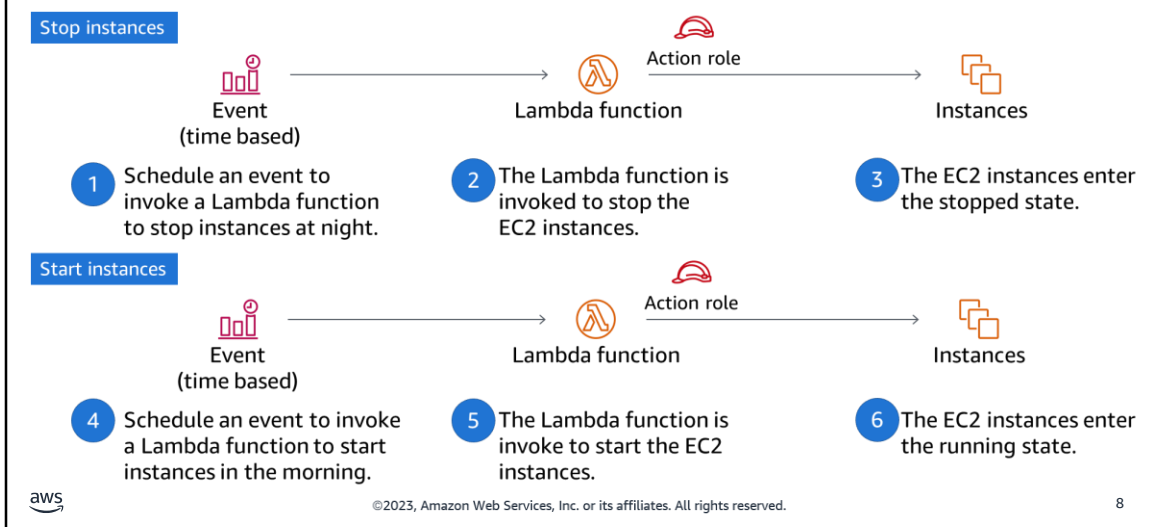 Stop instances
Action role
Event
(time based)
Lambda function
Instances
1
Schedule an event to
invoke a Lambda function
to stop instances at night.
2
The Lambda function is
invoked to stop the
EC2 instances.
3
The EC2 instances enter
the stopped state.
Start instances
Action role
Event
(time based)
Lambda function
Instances
4
Schedule an event to invoke
a Lambda function to start
instances in the morning.
5
The Lambda function is
invoke to start the EC2
instances.
6
The EC2 instances enter
the running state.
aws
©2023, Amazon Web Services, Inc. or its affiliates. All rights reserved.
8